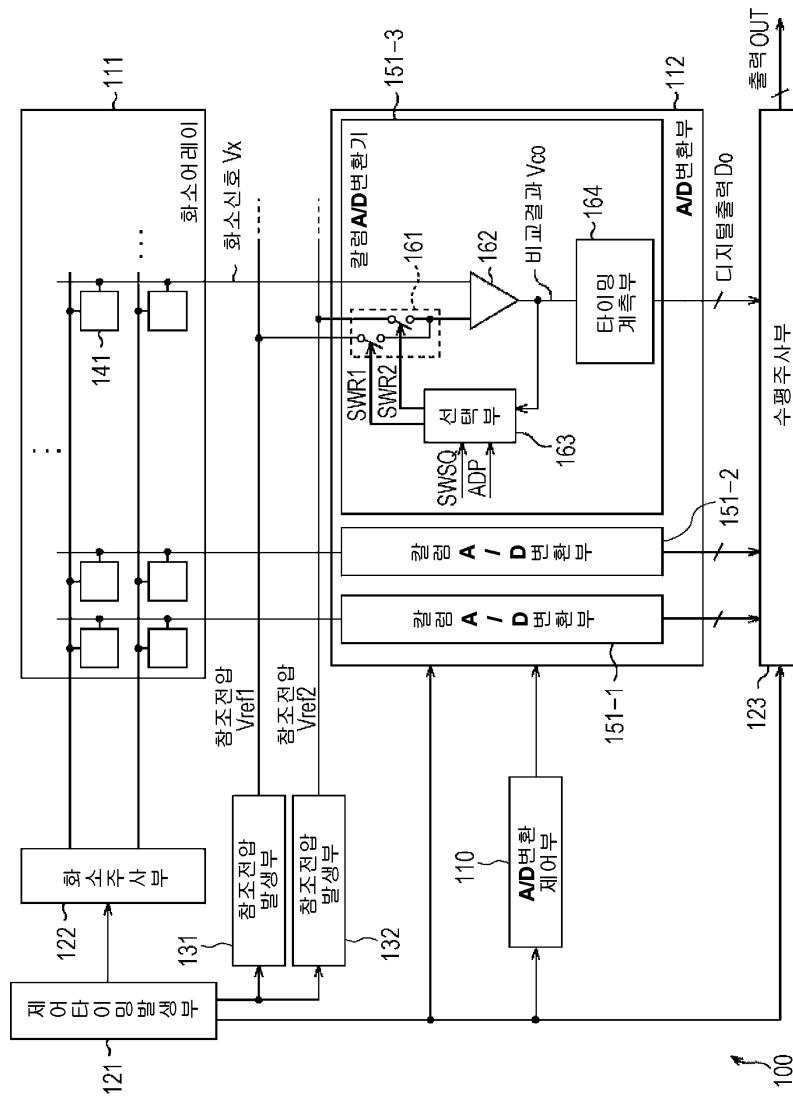 100
제어타이밍발생부
121
화소주사부
122
참조전압
발생부
131
참조전압
발생부
132
A/D변환
제어부
110
참조전압
Vref1
참조전압
Vref2
화소어레이
111
141
...
...
...
화소신호 Vx
칼럼 A / D변환부
151-1
칼럼 A / D변환부
151-2
칼럼A/D변환기
151-3
SWR1
SWR2
161
162
선택부
163
SWSQ
ADP
비교결과 Vco
타이밍
계측부
164
A/D변환부
112
디지털출력 Do
수평주사부
123
출력 OUT